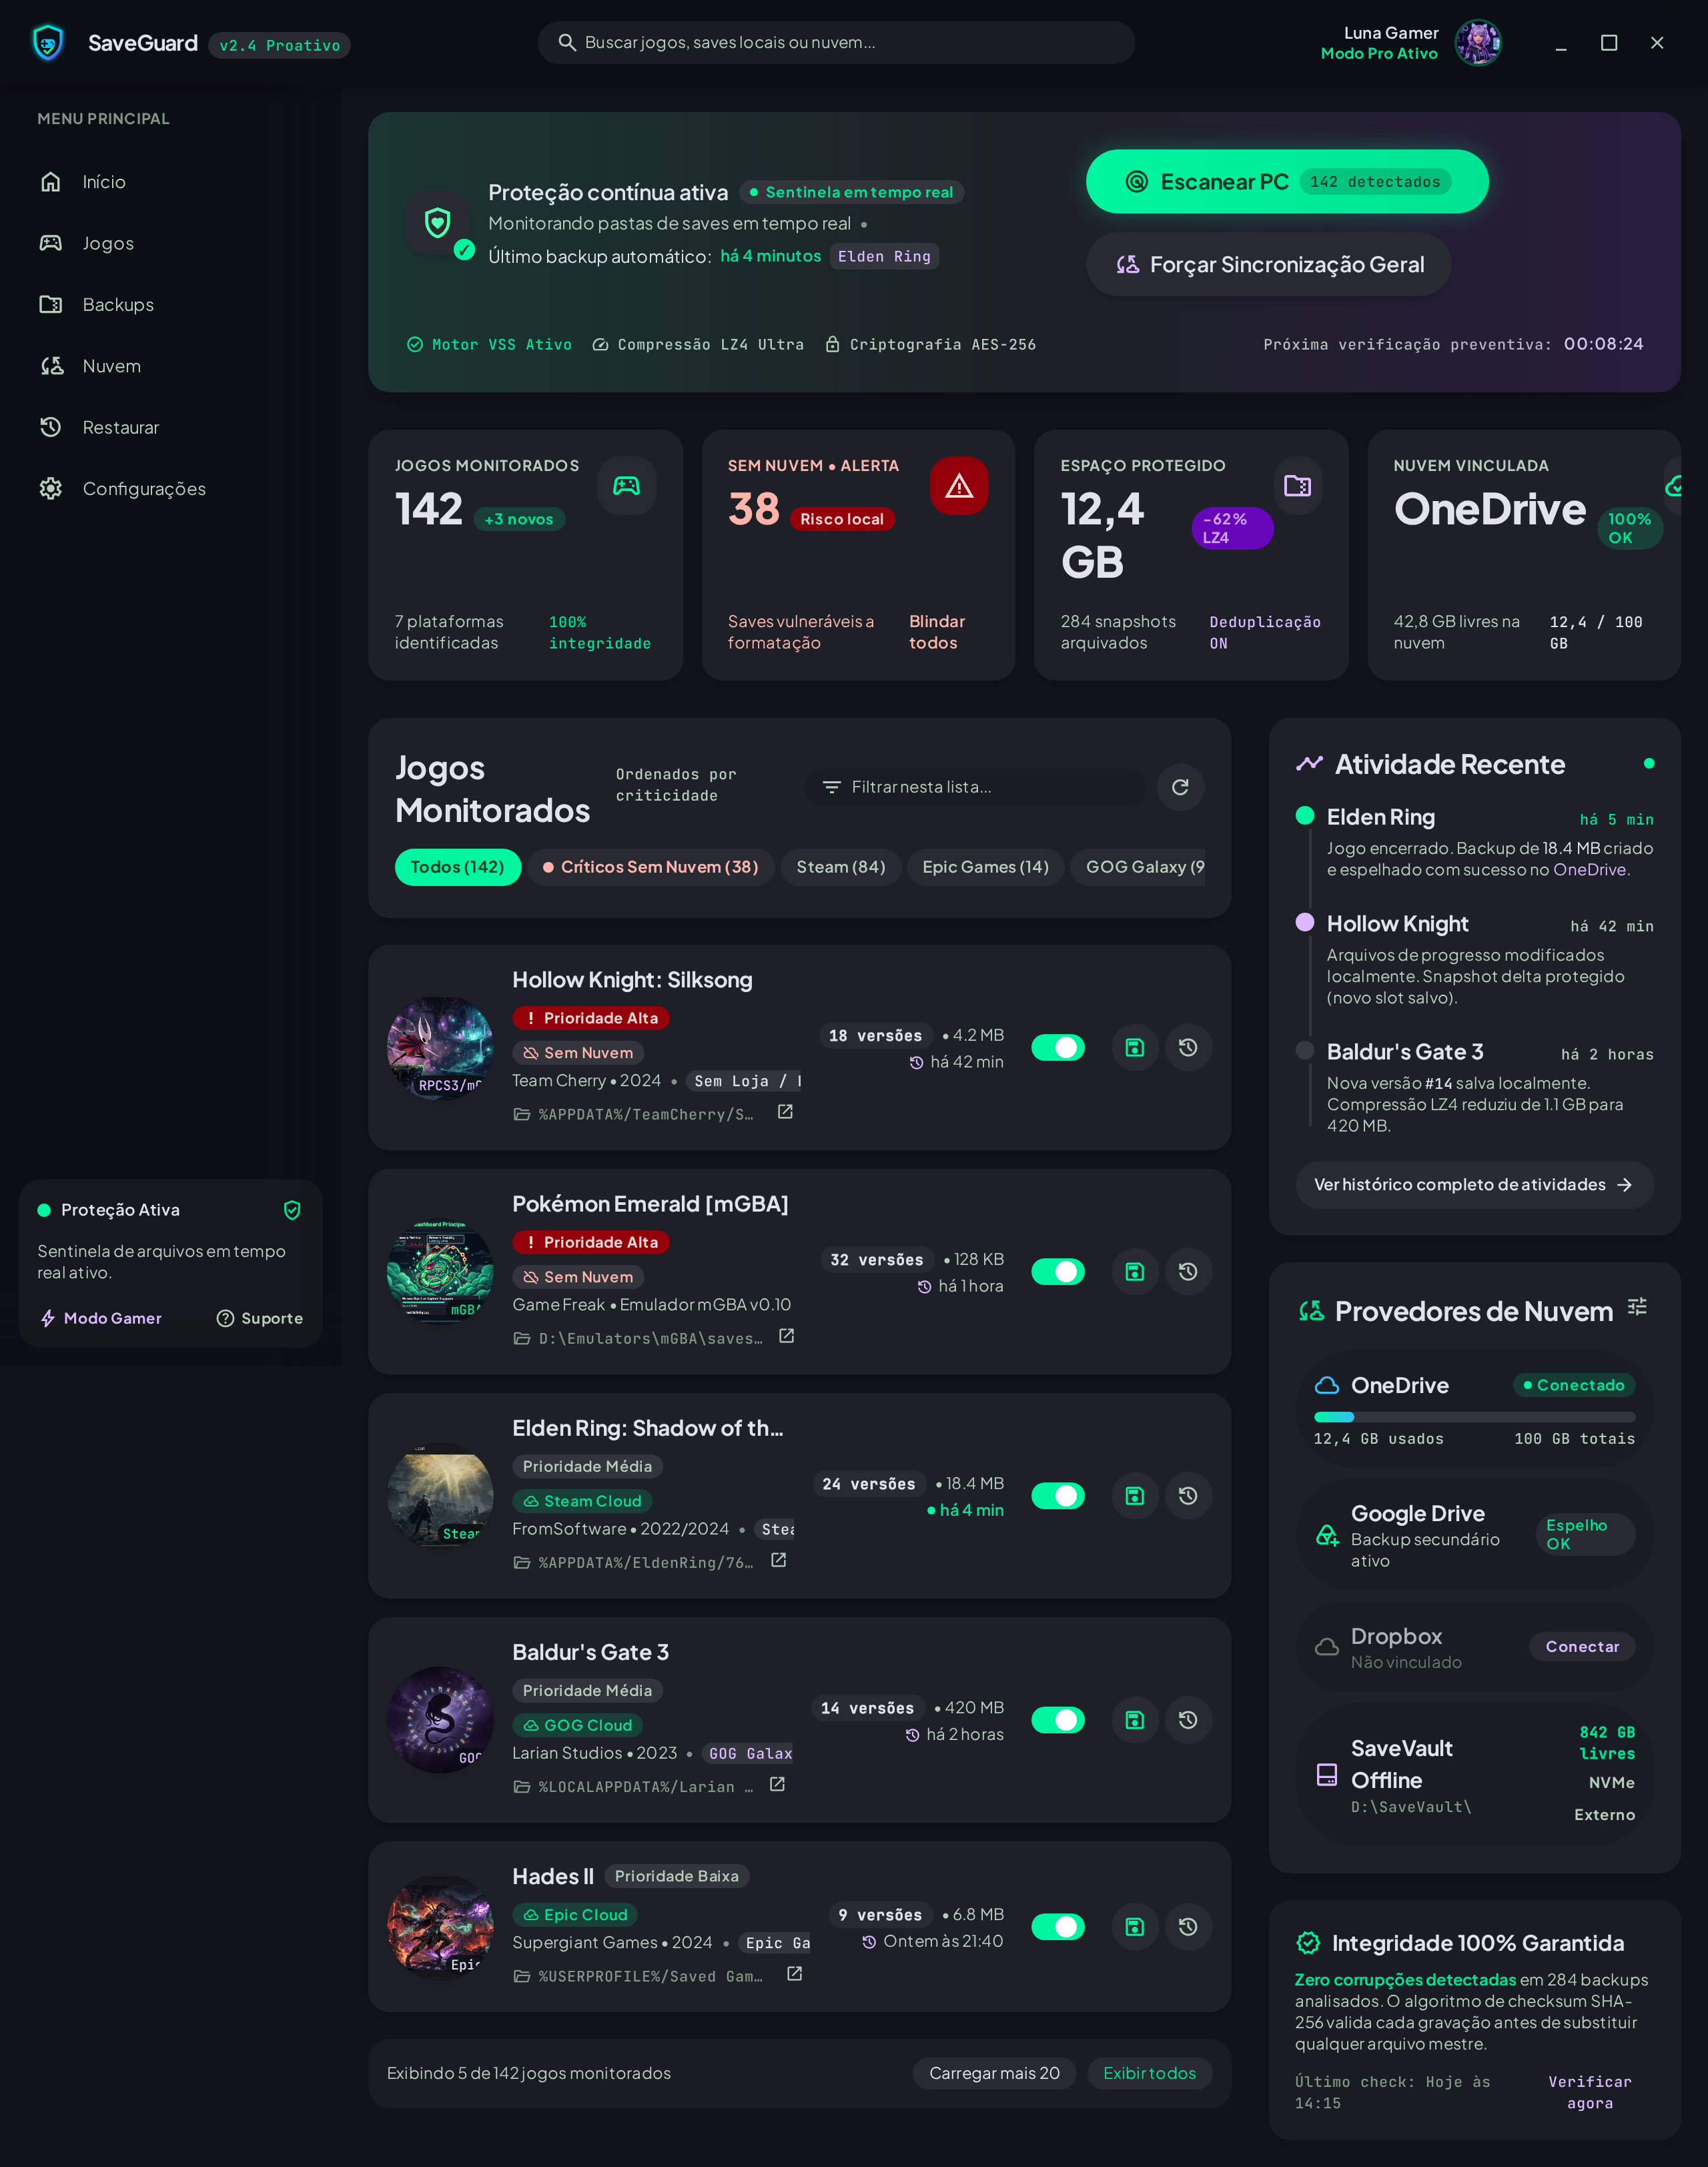 SaveGuard v2.4 Proativo
Buscar jogos, saves locais ou nuvem...
Luna Gamer
Modo Pro Ativo
MENU PRINCIPAL
Início
Jogos
Backups
Nuvem
Restaurar
Configurações
Proteção Ativa
Sentinela de arquivos em tempo
real ativo.
Modo Gamer
Suporte
Proteção contínua ativa
Sentinela em tempo real
Monitorando pastas de saves em tempo real •
Último backup automático: há 4 minutos Elden Ring
Escanear PC 142 detectados
Forçar Sincronização Geral
Motor VSS Ativo
Compressão LZ4 Ultra
Criptografia AES-256
Próxima verificação preventiva: 00:08:24
JOGOS MONITORADOS
142 +3 novos
7 plataformas
identificadas
100%
integridade
SEM NUVEM • ALERTA
38 Risco local
Saves vulneráveis a
formatação
Blindar
todos
ESPAÇO PROTEGIDO
12,4
GB
-62%
LZ4
284 snapshots
arquivados
Deduplicação
ON
NUVEM VINCULADA
OneDrive
100%
OK
42,8 GB livres na
nuvem
12,4 / 100
GB
Jogos
Monitorados
Ordenados por
criticidade
Filtrar nesta lista...
Todos (142)
Críticos Sem Nuvem (38)
Steam (84)
Epic Games (14)
GOG Galaxy (9
Hollow Knight: Silksong
Prioridade Alta
Sem Nuvem
Team Cherry • 2024 • Sem Loja /
%APPDATA%/TeamCherry/S…
RPCS3/mG
18 versões • 4.2 MB
há 42 min
Pokémon Emerald [mGBA]
Prioridade Alta
Sem Nuvem
Game Freak • Emulador mGBA v0.10
D:\Emulators\mGBA\saves…
mGBA
32 versões • 128 KB
há 1 hora
Elden Ring: Shadow of th…
Prioridade Média
Steam Cloud
FromSoftware • 2022/2024 • Stea
%APPDATA%/EldenRing/76…
Steam
24 versões • 18.4 MB
há 4 min
Baldur's Gate 3
Prioridade Média
GOG Cloud
Larian Studios • 2023 • GOG Galax
%LOCALAPPDATA%/Larian …
GOG
14 versões • 420 MB
há 2 horas
Hades II Prioridade Baixa
Epic Cloud
Supergiant Games • 2024 • Epic Ga
%USERPROFILE%/Saved Gam…
Epic
9 versões • 6.8 MB
Ontem às 21:40
Exibindo 5 de 142 jogos monitorados
Carregar mais 20
Exibir todos
Atividade Recente
Elden Ring há 5 min
Jogo encerrado. Backup de 18.4 MB criado
e espelhado com sucesso no OneDrive.
Hollow Knight há 42 min
Arquivos de progresso modificados
localmente. Snapshot delta protegido
(novo slot salvo).
Baldur's Gate 3 há 2 horas
Nova versão #14 salva localmente.
Compressão LZ4 reduziu de 1.1 GB para
420 MB.
Ver histórico completo de atividades
Provedores de Nuvem
OneDrive Conectado
12,4 GB usados 100 GB totais
Google Drive
Backup secundário
ativo
Espelho
OK
Dropbox
Não vinculado
Conectar
SaveVault
Offline
D:\SaveVault\
842 GB
livres
NVMe
Externo
Integridade 100% Garantida
Zero corrupções detectadas em 284 backups
analisados. O algoritmo de checksum SHA-
256 valida cada gravação antes de substituir
qualquer arquivo mestre.
Último check: Hoje às
14:15
Verificar
agora